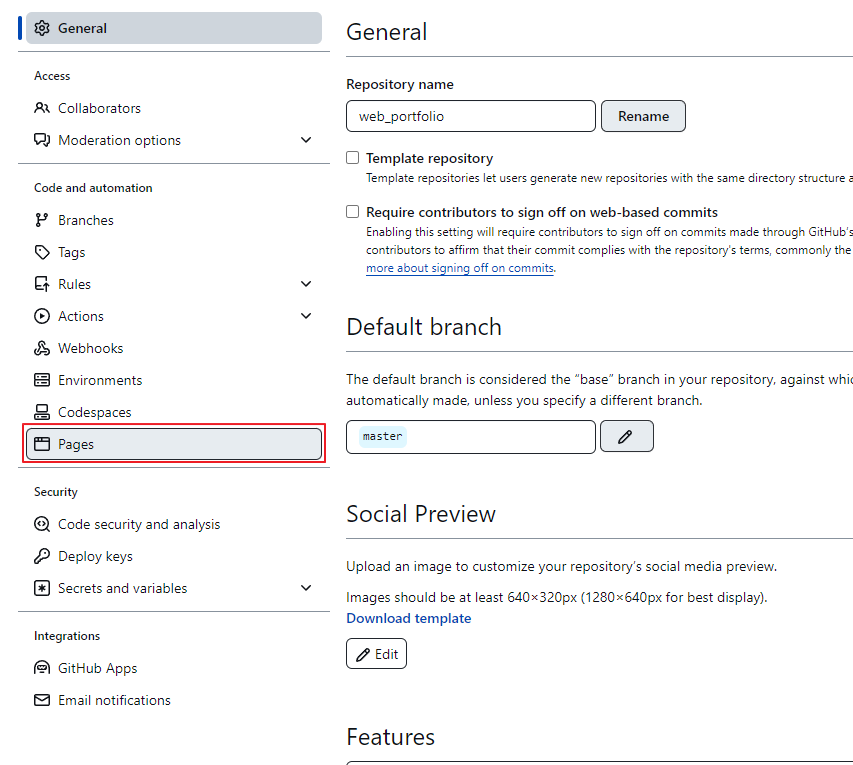 General
Access
Collaborators
Moderation options
Code and automation
Branches
Tags
Rules
Actions
Webhooks
Environments
Codespaces
Pages
Security
Code security and analysis
Deploy keys
Secrets and variables
Integrations
GitHub Apps
Email notifications
General
Repository name
web_portfolio
Rename
Template repository
Template repositories let users generate new repositories with the same directory structure a
Require contributors to sign off on web-based commits
Enabling this setting will require contributors to sign off on commits made through GitHub's
contributors to affirm that their commit complies with the repository's terms, commonly the
more about signing off on commits.
Default branch
The default branch is considered the “base” branch in your repository, against whic
automatically made, unless you specify a different branch.
master
Social Preview
Upload an image to customize your repository’s social media preview.
Images should be at least 640×320px (1280×640px for best display).
Download template
Edit
Features